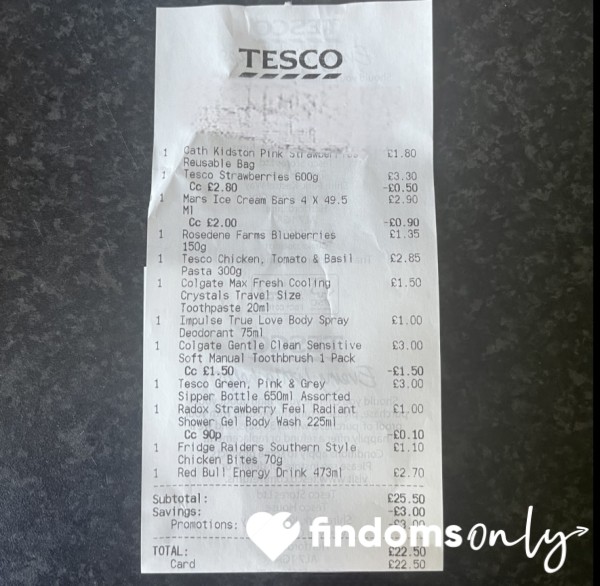 TESCO
1 Cath Kidston Pink Strawberries £1.80
Reusable Bag
1 Tesco Strawberries 600g £3.30
Cc £2.80 -£0.50
1 Mars Ice Cream Bars 4 X 49.5 £2.90
Ml
Cc £2.00 -£0.90
1 Rosedene Farms Blueberries £1.35
150g
1 Tesco Chicken, Tomato & Basil £2.85
Pasta 300g
1 Colgate Max Fresh Cooling £1.50
Crystals Travel Size
Toothpaste 20ml
1 Impulse True Love Body Spray £1.00
Deodorant 75ml
1 Colgate Gentle Clean Sensitive £3.00
Soft Manual Toothbrush 1 Pack
Cc £1.50 -£1.50
1 Tesco Green, Pink & Grey £3.00
Sipper Bottle 650ml Assorted
1 Radox Strawberry Feel Radiant £1.00
Shower Gel Body Wash 225ml
Cc 90p -£0.10
1 Fridge Raiders Southern Style £1.10
Chicken Bites 70g
1 Red Bull Energy Drink 473ml £2.70
Subtotal: £25.50
Savings: -£3.00
Promotions:
findomsonly
TOTAL: £22.50
Card £22.50